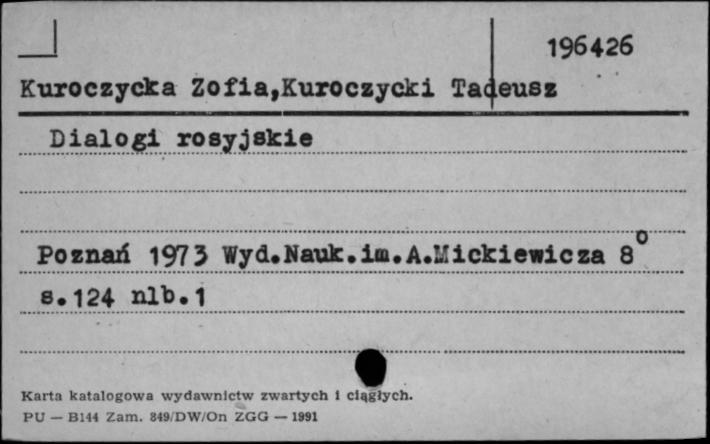 196426
Kuroczycka Zofia,Kuroczycki Tadeusz
Dialogi rosyjskie
Poznań 1973 Wyd.Nauk.im.A.Mickiewicza 8°
s.124 nlb.1
Karta katalogowa wydawnictw zwartych i ciągłych.
PU — B144 Zam. 849/DW/On ZGG — 1991